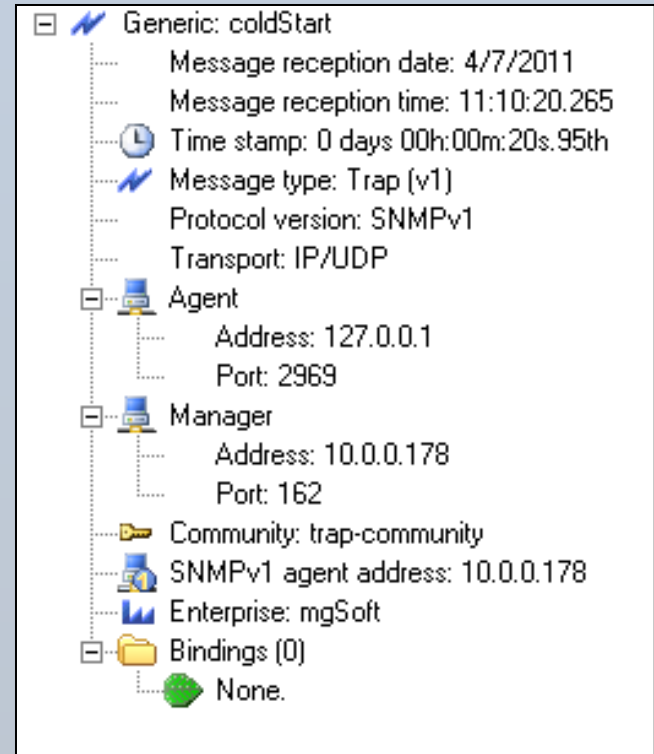 Generic: coldStart
Message reception date: 4/7/2011
Message reception time: 11:10:20.265
Time stamp: 0 days 00h:00m:20s.95th
Message type: Trap (v1)
Protocol version: SNMPv1
Transport: IP/UDP
Agent
Address: 127.0.0.1
Port: 2969
Manager
Address: 10.0.0.178
Port: 162
Community: trap-community
SNMPv1 agent address: 10.0.0.178
Enterprise: mgSoft
Bindings (0)
None.